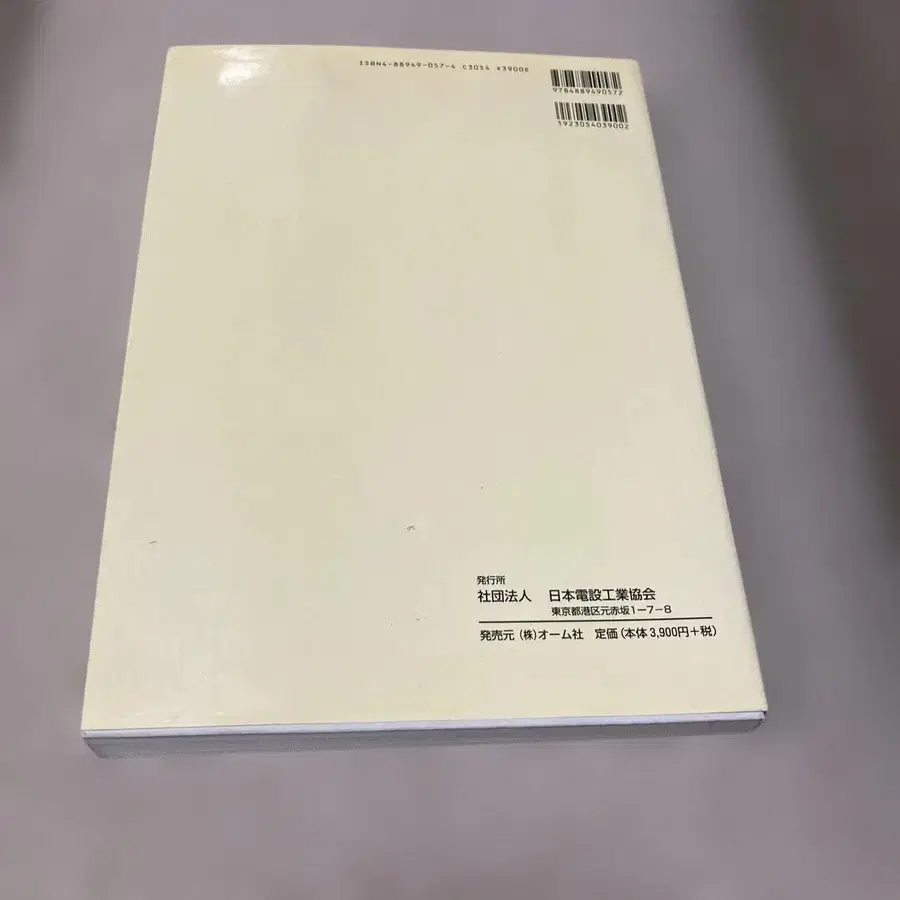 ISBN4-88949-057-4 C3054 ¥3900E
9784889490572
1923054039002
発行所
社団法人 日本電設工業協会
東京都港区元赤坂1-7-8
発売元 (株)オーム社 定価(本体3,900円+税)